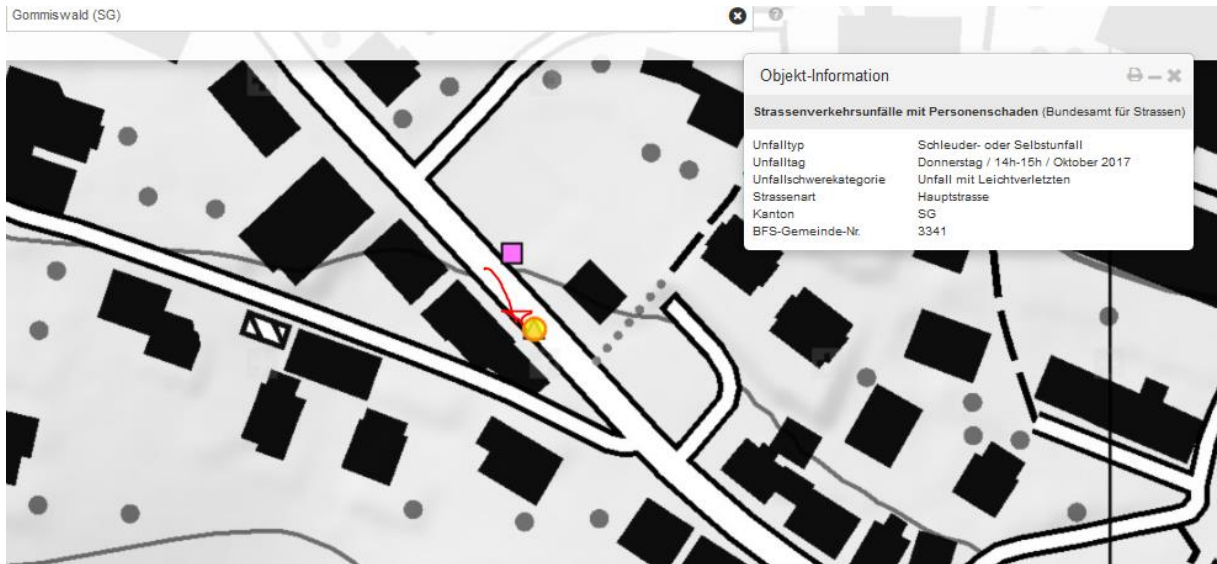 Gommiswald (SG)
Objekt-Information
Strassenverkehrsunfälle mit Personenschaden (Bundesamt für Strassen)
Unfalltyp Schleuder- oder Selbstunfall
Unfalltag Donnerstag / 14h-15h / Oktober 2017
Unfallschwerekategorie Unfall mit Leichtverletzten
Strassenart Hauptstrasse
Kanton SG
BFS-Gemeinde-Nr. 3341